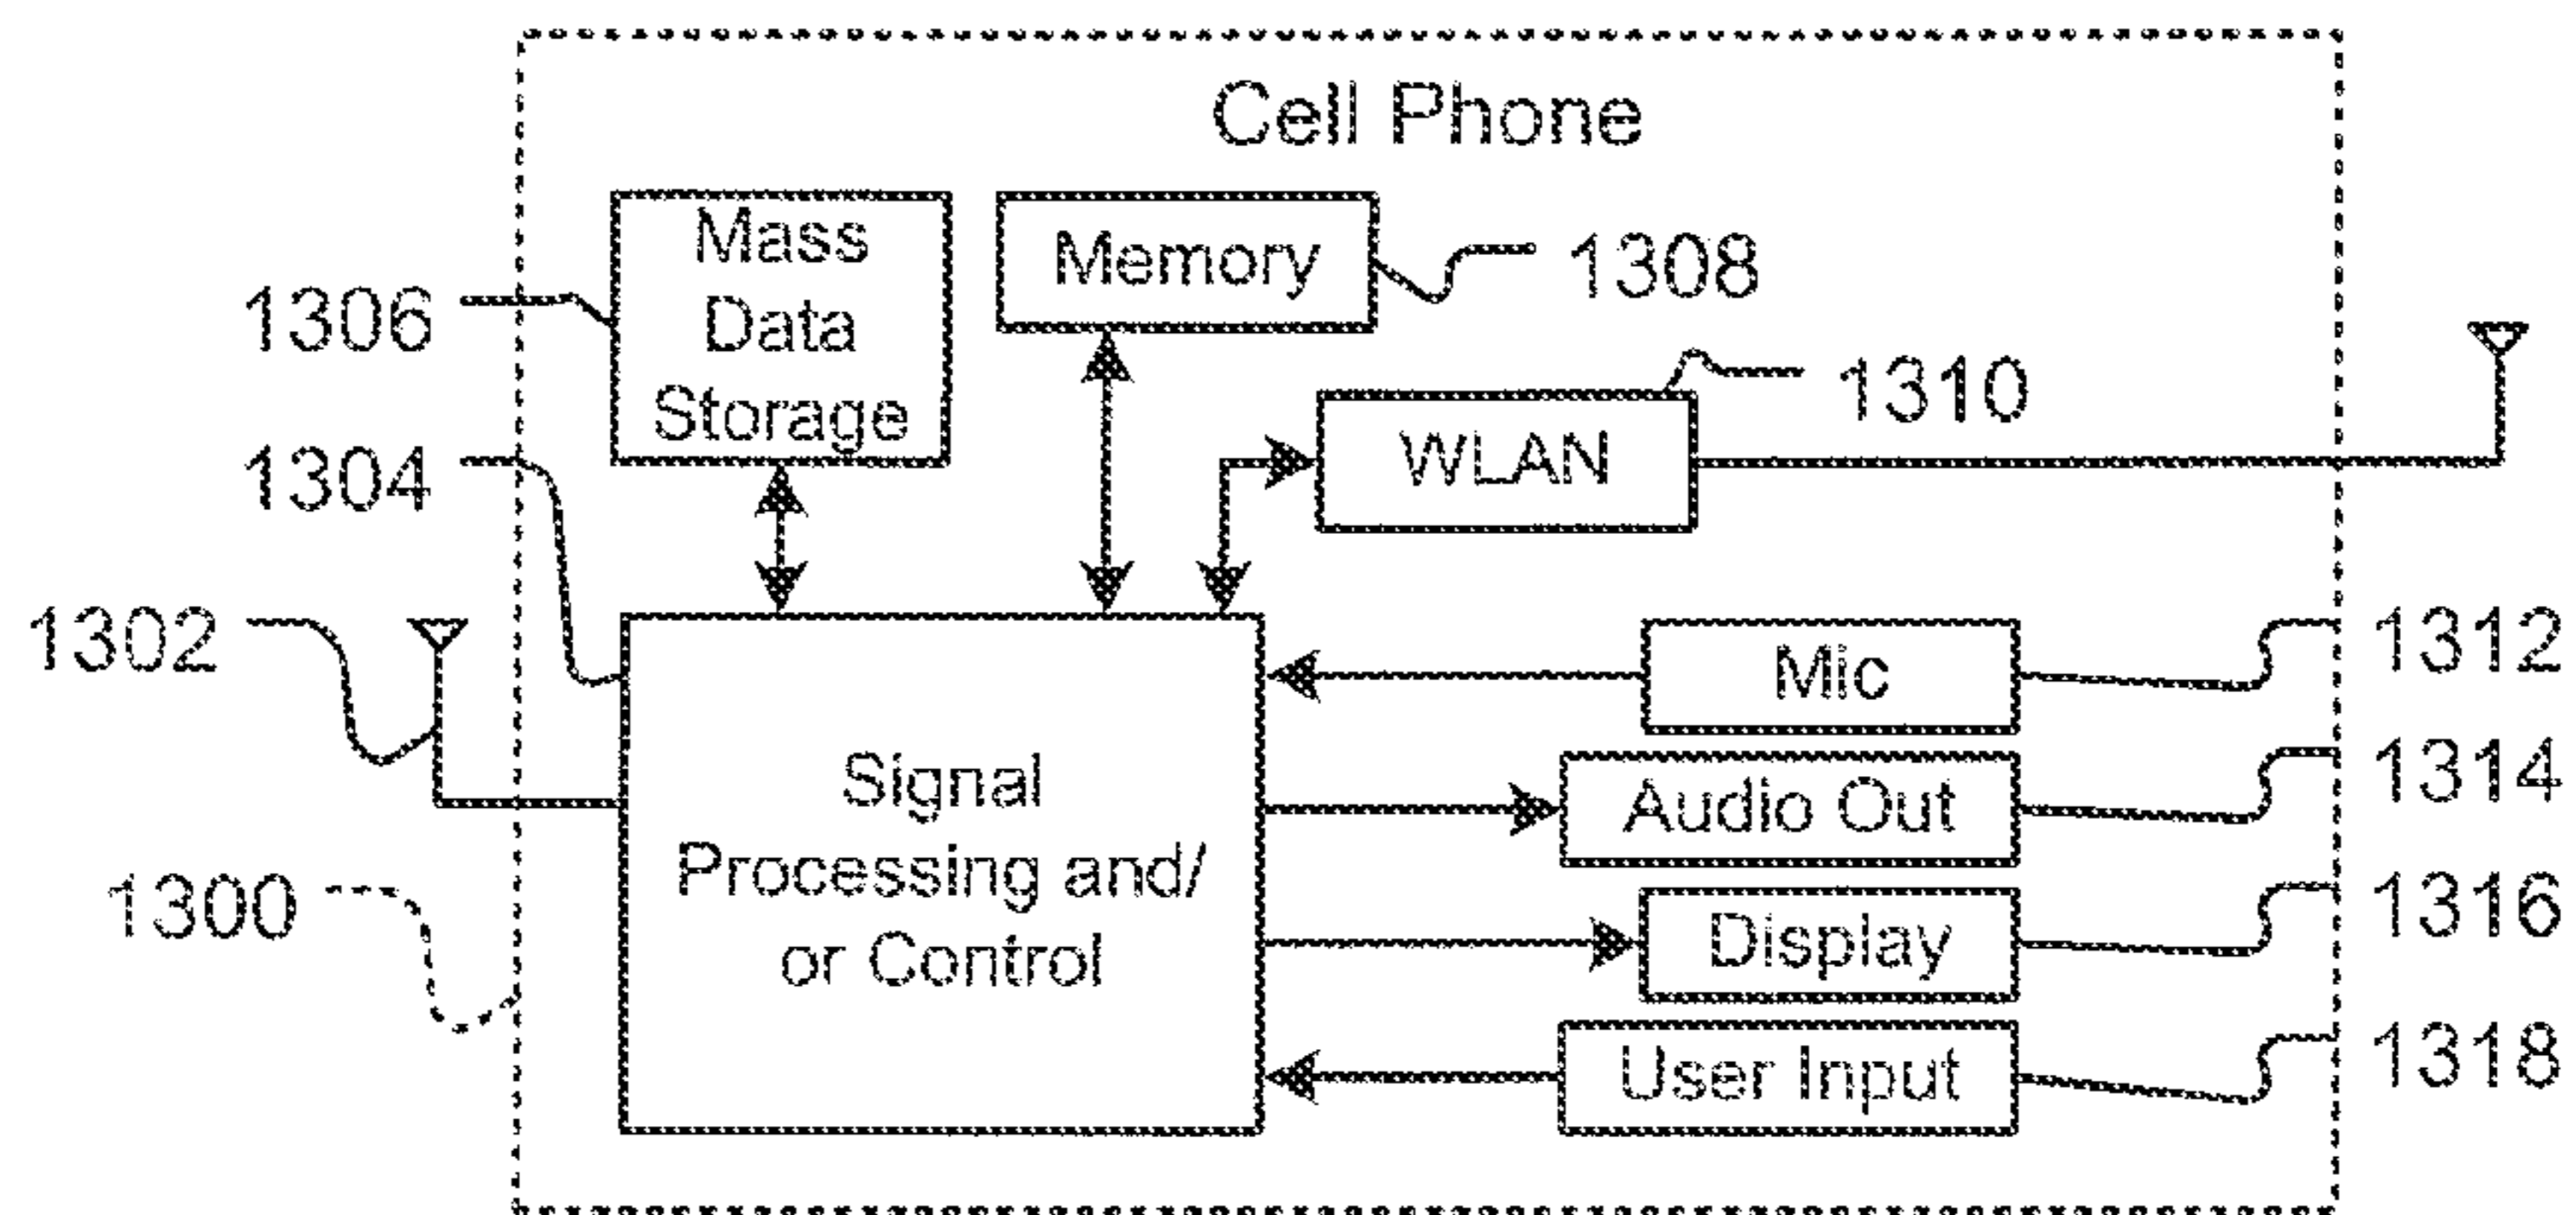 Cell Phone
Mass
Data
Storage
Memory
1308
1306
1310
WLAN
1304
1302
Mic
1312
Signal
Processing and/
or Control
Audio Out
1314
1300
Display
1316
User Input
1318